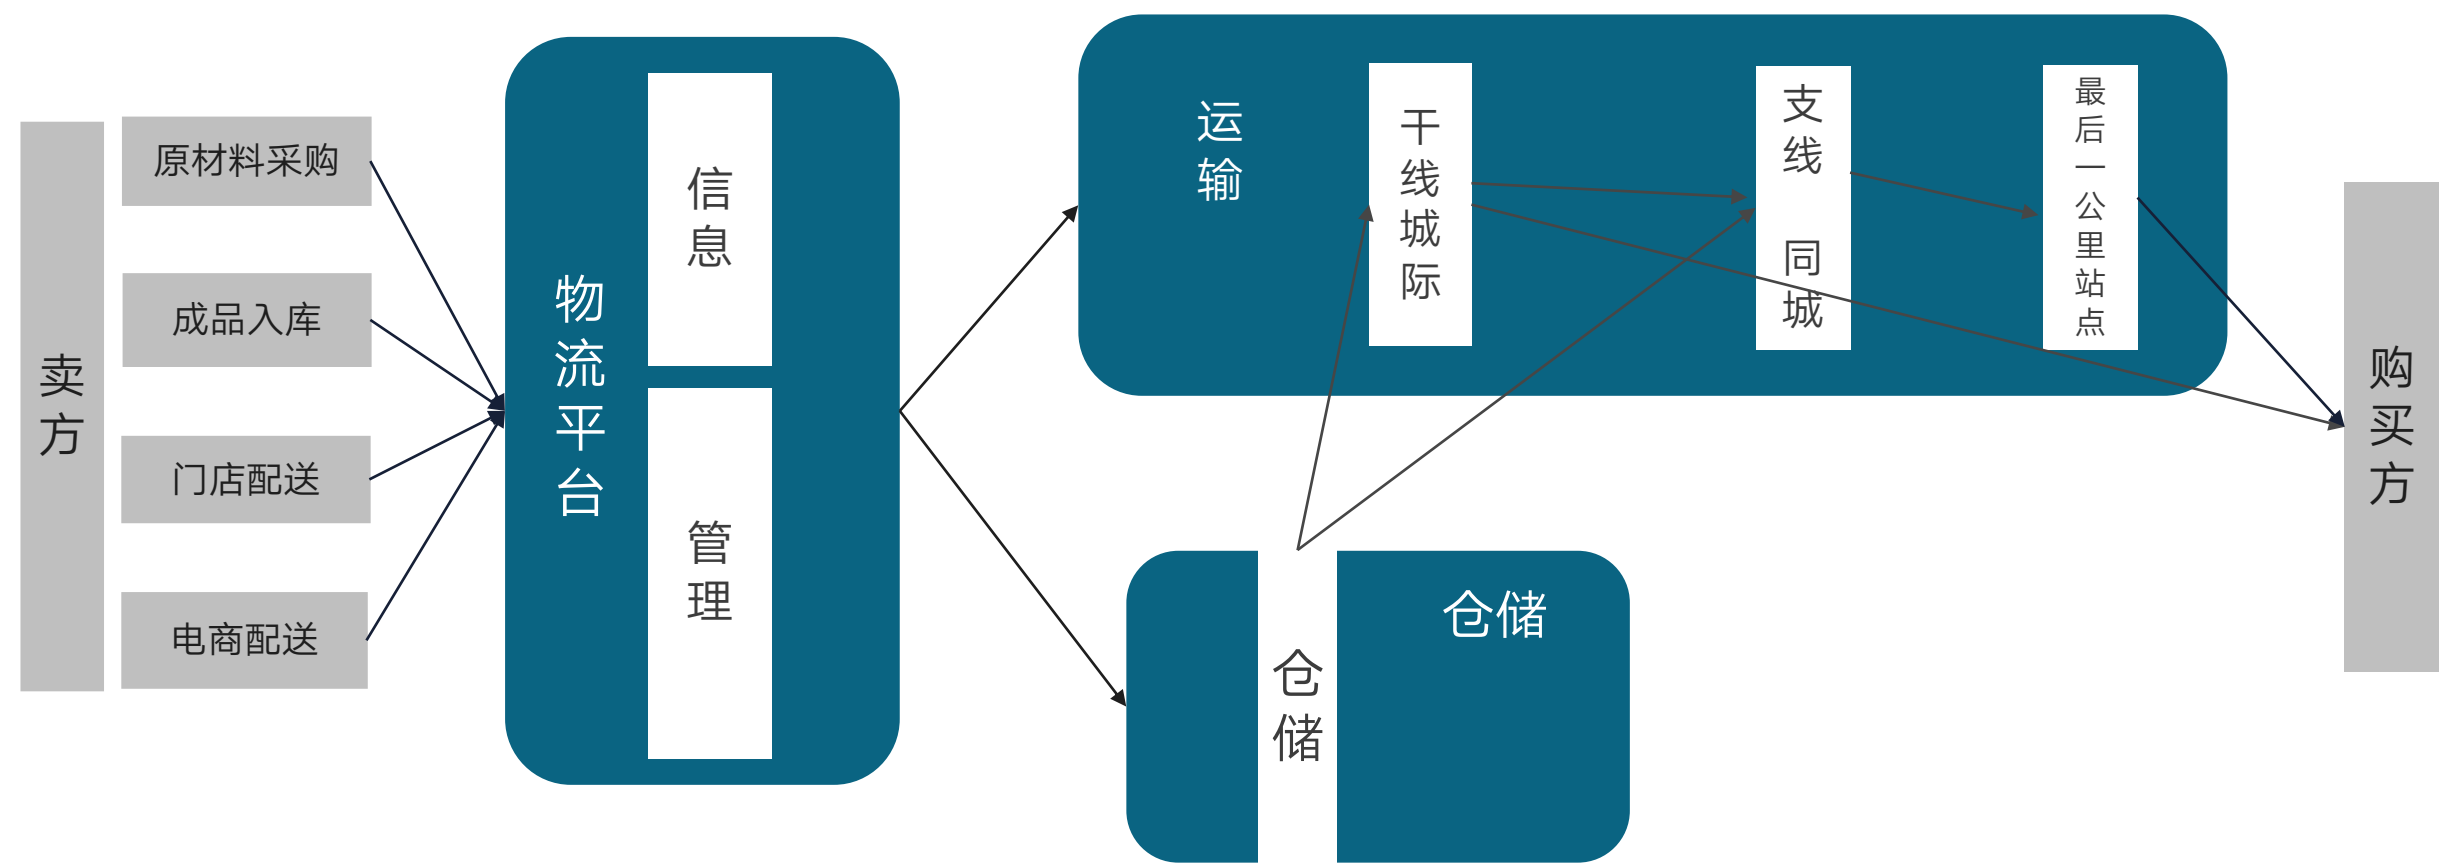 卖方
原材料采购
成品入库
门店配送
电商配送
物流平台
信息
管理
运输
干线城际
支线 同城
最后一公里站点
仓储
仓储
购买方